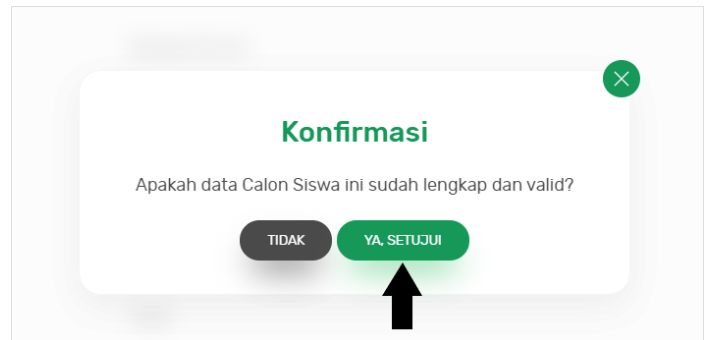 Konfirmasi
Apakah data Calon Siswa ini sudah lengkap dan valid?
TIDAK
YA, SETUJUI